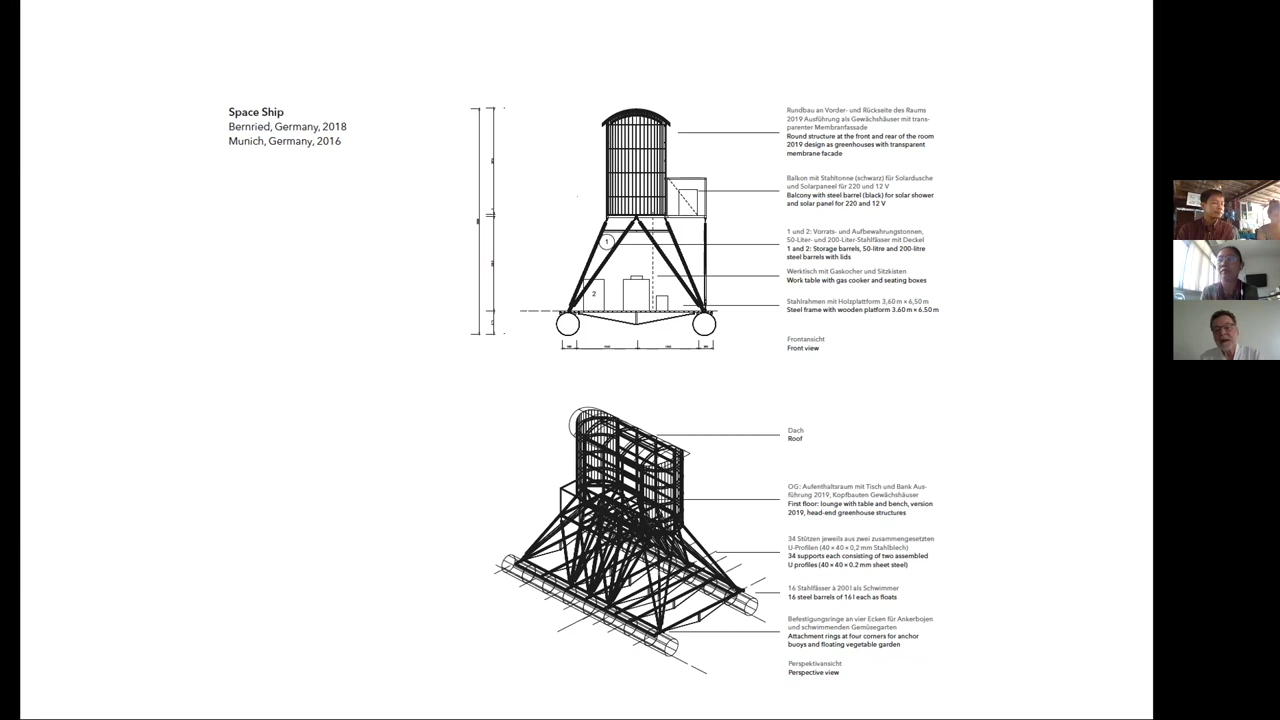 Space Ship
Bernried, Germany, 2018
Munich, Germany, 2016
Rundbau an Vorder- und Rückseite des Raums
2019 Ausführung als Gewächshäuser mit trans-
parenter Membranfassade
Round structure at the front and rear of the room
2019 design as greenhouses with transparent
membrane facade
Balkon mit Stahltonne (schwarz) für Solardusche
und Solarpaneel für 220 und 12 V
Balcony with steel barrel (black) for solar shower
and solar panel for 220 and 12 V
1 und 2: Vorrats- und Aufbewahrungstonnen,
50-Liter- und 200-Liter-Stahlfässer mit Deckel
1 and 2: Storage barrels, 50-litre and 200-litre
steel barrels with lids
1
Werktisch mit Gaskocher und Sitzkisten
Work table with gas cooker and seating boxes
2
Stahlrahmen mit Holzplattform 3,60 m × 6,50 m
Steel frame with wooden platform 3.60 m × 6.50 m
Frontansicht
Front view
Dach
Roof
OG: Aufenthaltsraum mit Tisch und Bank Aus-
führung 2019, Kopfbauten Gewächshäuser
First floor: lounge with table and bench, version
2019, head-end greenhouse structures
34 Stützen jeweils aus zwei zusammengesetzten
U-Profilen (40 × 40 × 0,2 mm Stahlblech)
34 supports each consisting of two assembled
U profiles (40 × 40 × 0.2 mm sheet steel)
16 Stahlfässer à 200 l als Schwimmer
16 steel barrels of 16 l each as floats
Befestigungsringe an vier Ecken für Ankerbojen
und schwimmenden Gemüsegarten
Attachment rings at four corners for anchor
buoys and floating vegetable garden
Perspektivansicht
Perspective view